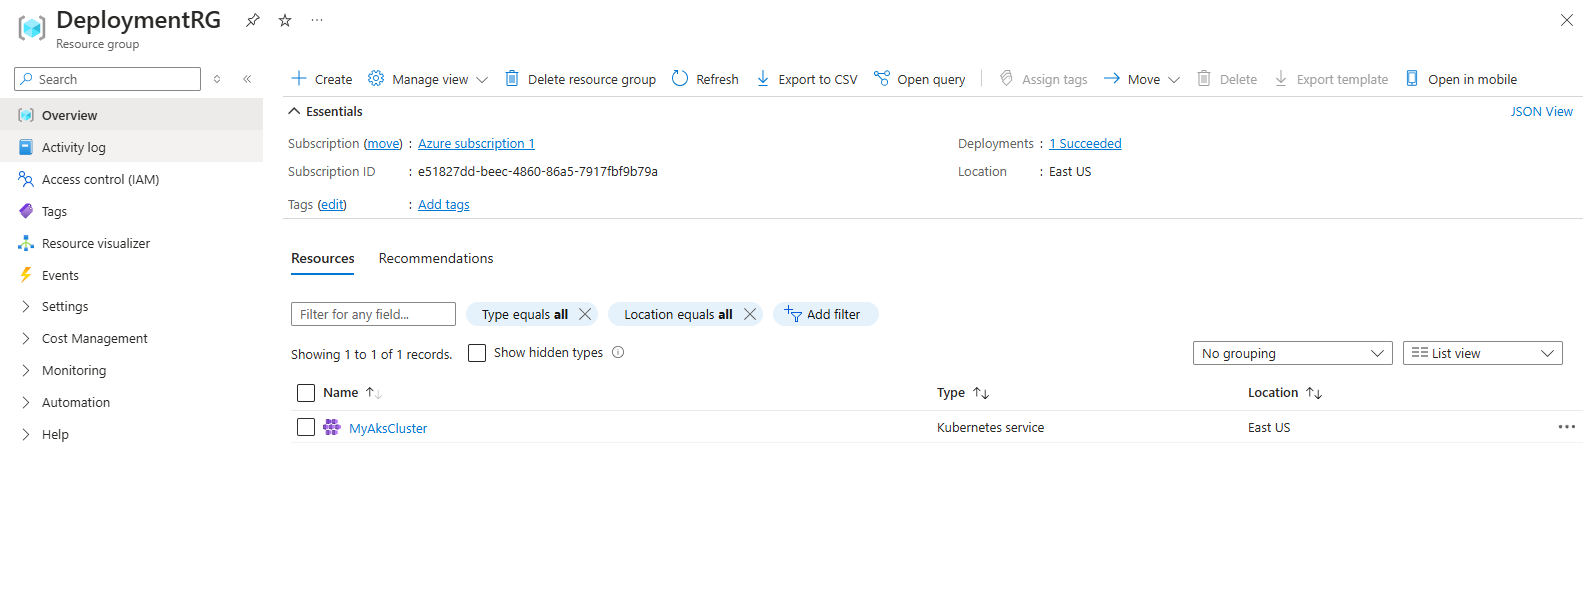 DeploymentRG
Resource group
Search
Overview
Activity log
Access control (IAM)
Tags
Resource visualizer
Events
Settings
Cost Management
Monitoring
Automation
Help
Create Manage view Delete resource group Refresh Export to CSV Open query Assign tags Move Delete Export template Open in mobile
Essentials JSON View
Subscription (move) : Azure subscription 1 Deployments : 1 Succeeded
Subscription ID : e51827dd-beec-4860-86a5-7917fbf9b79a Location : East US
Tags (edit) : Add tags
Resources Recommendations
Filter for any field... Type equals all Location equals all Add filter
Showing 1 to 1 of 1 records. Show hidden types No grouping List view
Name Type Location
MyAksCluster Kubernetes service East US